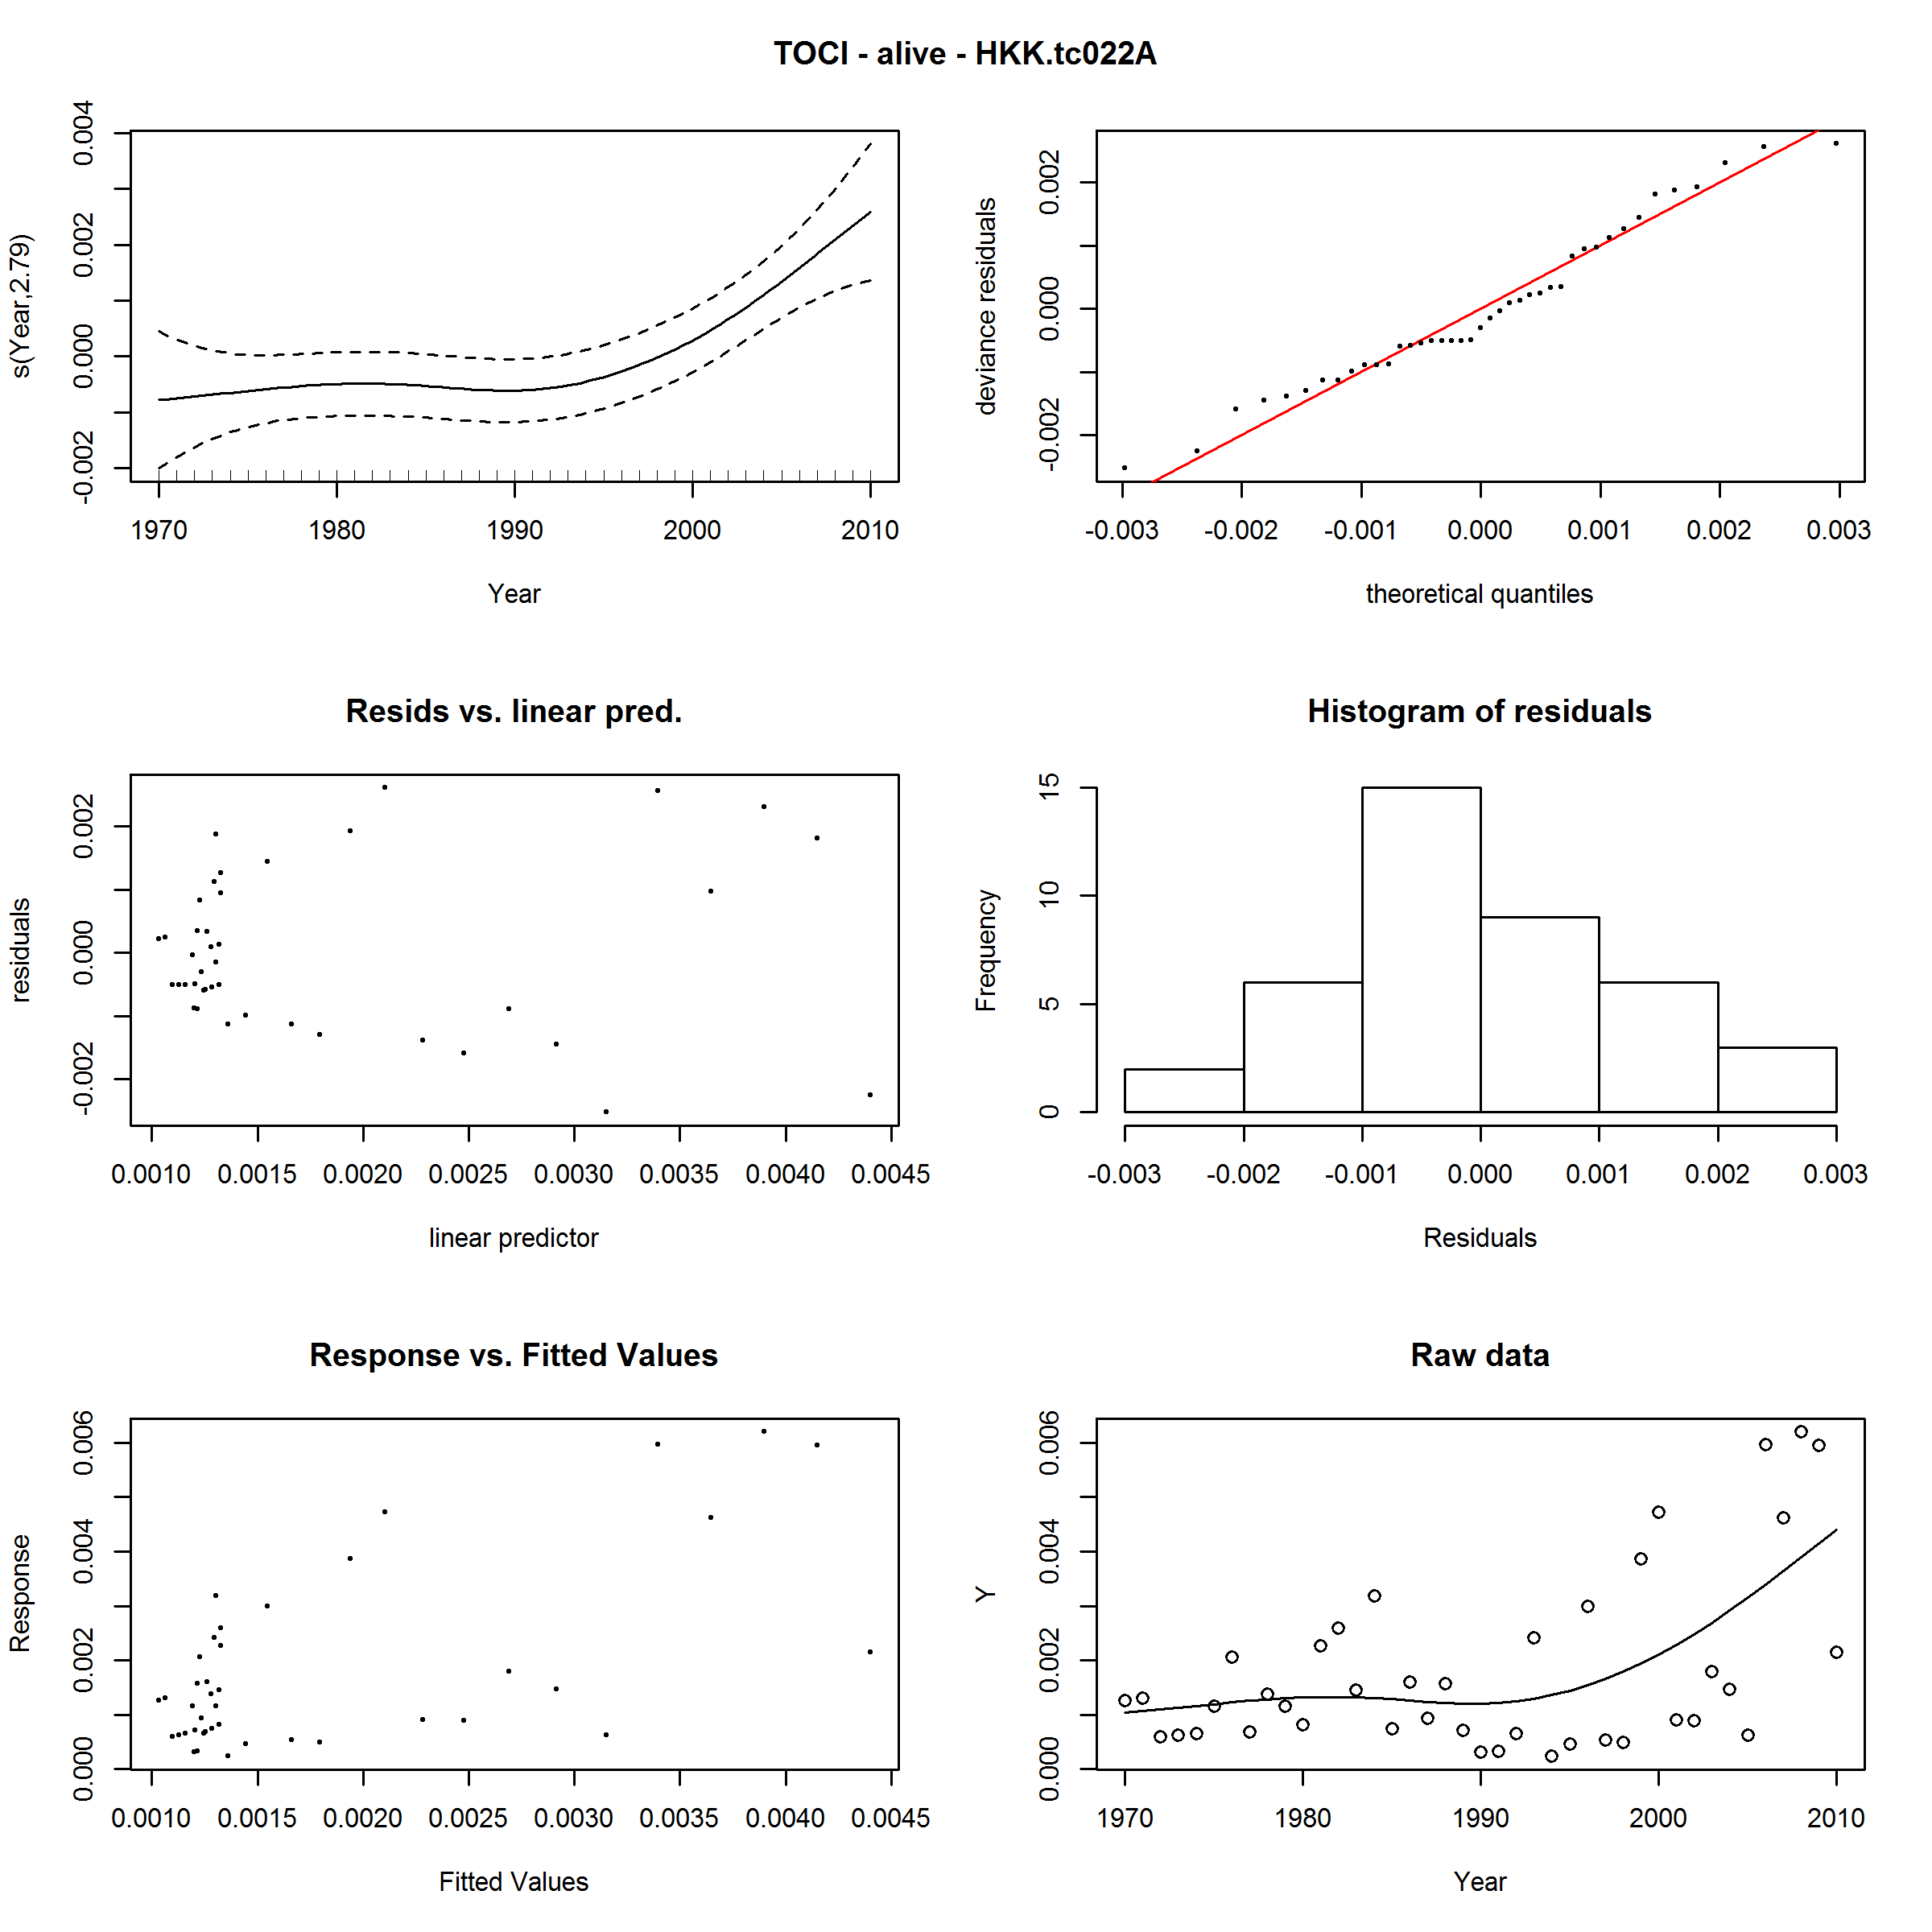 TOCI - alive - HKK.tc022A
s(Year,2.79)
-0.002 0.000 0.002 0.004
1970 1980 1990 2000 2010
Year
deviance residuals
-0.002 0.000 0.002
-0.003 -0.002 -0.001 0.000 0.001 0.002 0.003
theoretical quantiles
Resids vs. linear pred.
residuals
-0.002 0.000 0.002
0.0010 0.0015 0.0020 0.0025 0.0030 0.0035 0.0040 0.0045
linear predictor
Histogram of residuals
Frequency
0 5 10 15
-0.003 -0.002 -0.001 0.000 0.001 0.002 0.003
Residuals
Response vs. Fitted Values
Response
0.000 0.002 0.004 0.006
0.0010 0.0015 0.0020 0.0025 0.0030 0.0035 0.0040 0.0045
Fitted Values
Raw data
Y
0.000 0.002 0.004 0.006
1970 1980 1990 2000 2010
Year